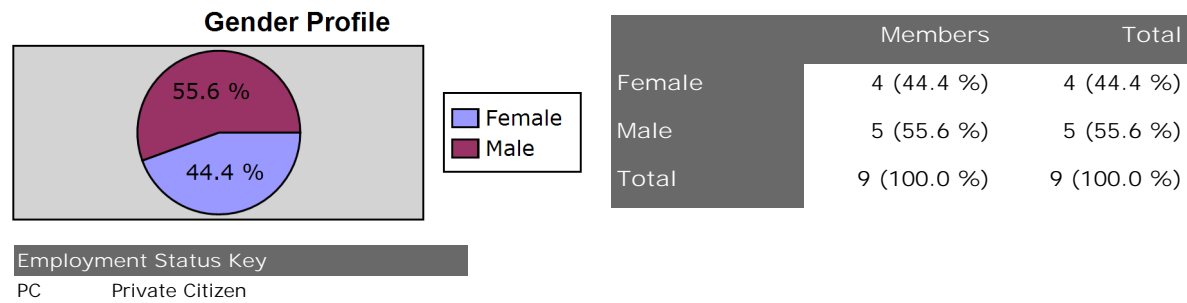 Gender Profile
55.6 %
44.4 %
Female
Male
Members Total
Female 4 (44.4 %) 4 (44.4 %)
Male 5 (55.6 %) 5 (55.6 %)
Total 9 (100.0 %) 9 (100.0 %)
Employment Status Key
PC Private Citizen